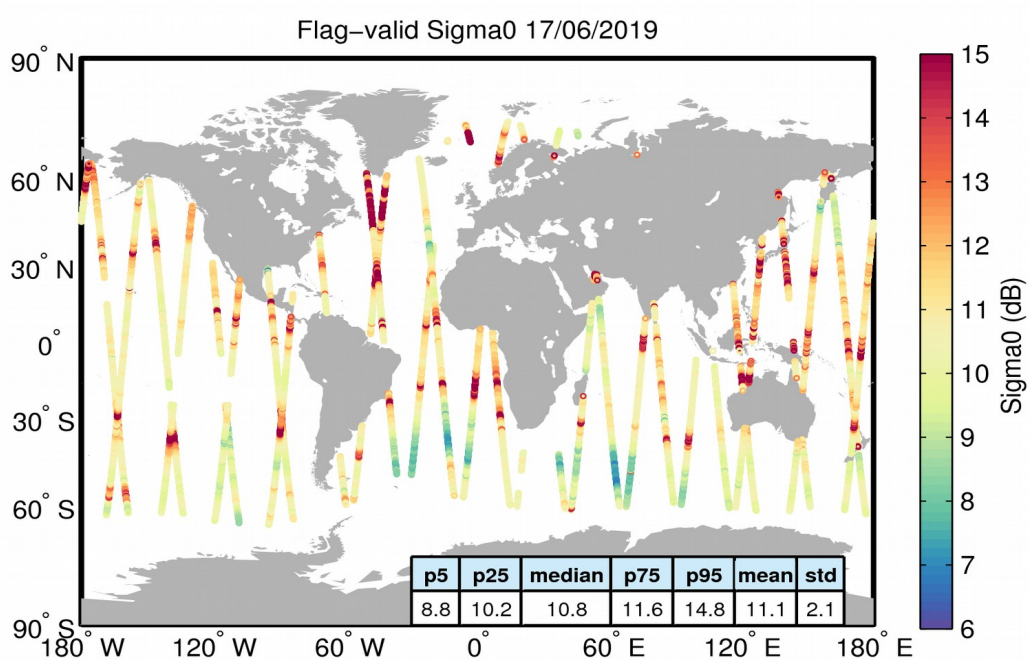 Flag−valid Sigma0 17/06/2019
90° N
60° N
30° N
0°
30° S
60° S
90° S
180° W 120° W 60° W 0° 60° E 120° E 180° E
p5 p25 median p75 p95 mean std
8.8 10.2 10.8 11.6 14.8 11.1 2.1
15
14
13
12
11
10
9
8
7
6
Sigma0 (dB)